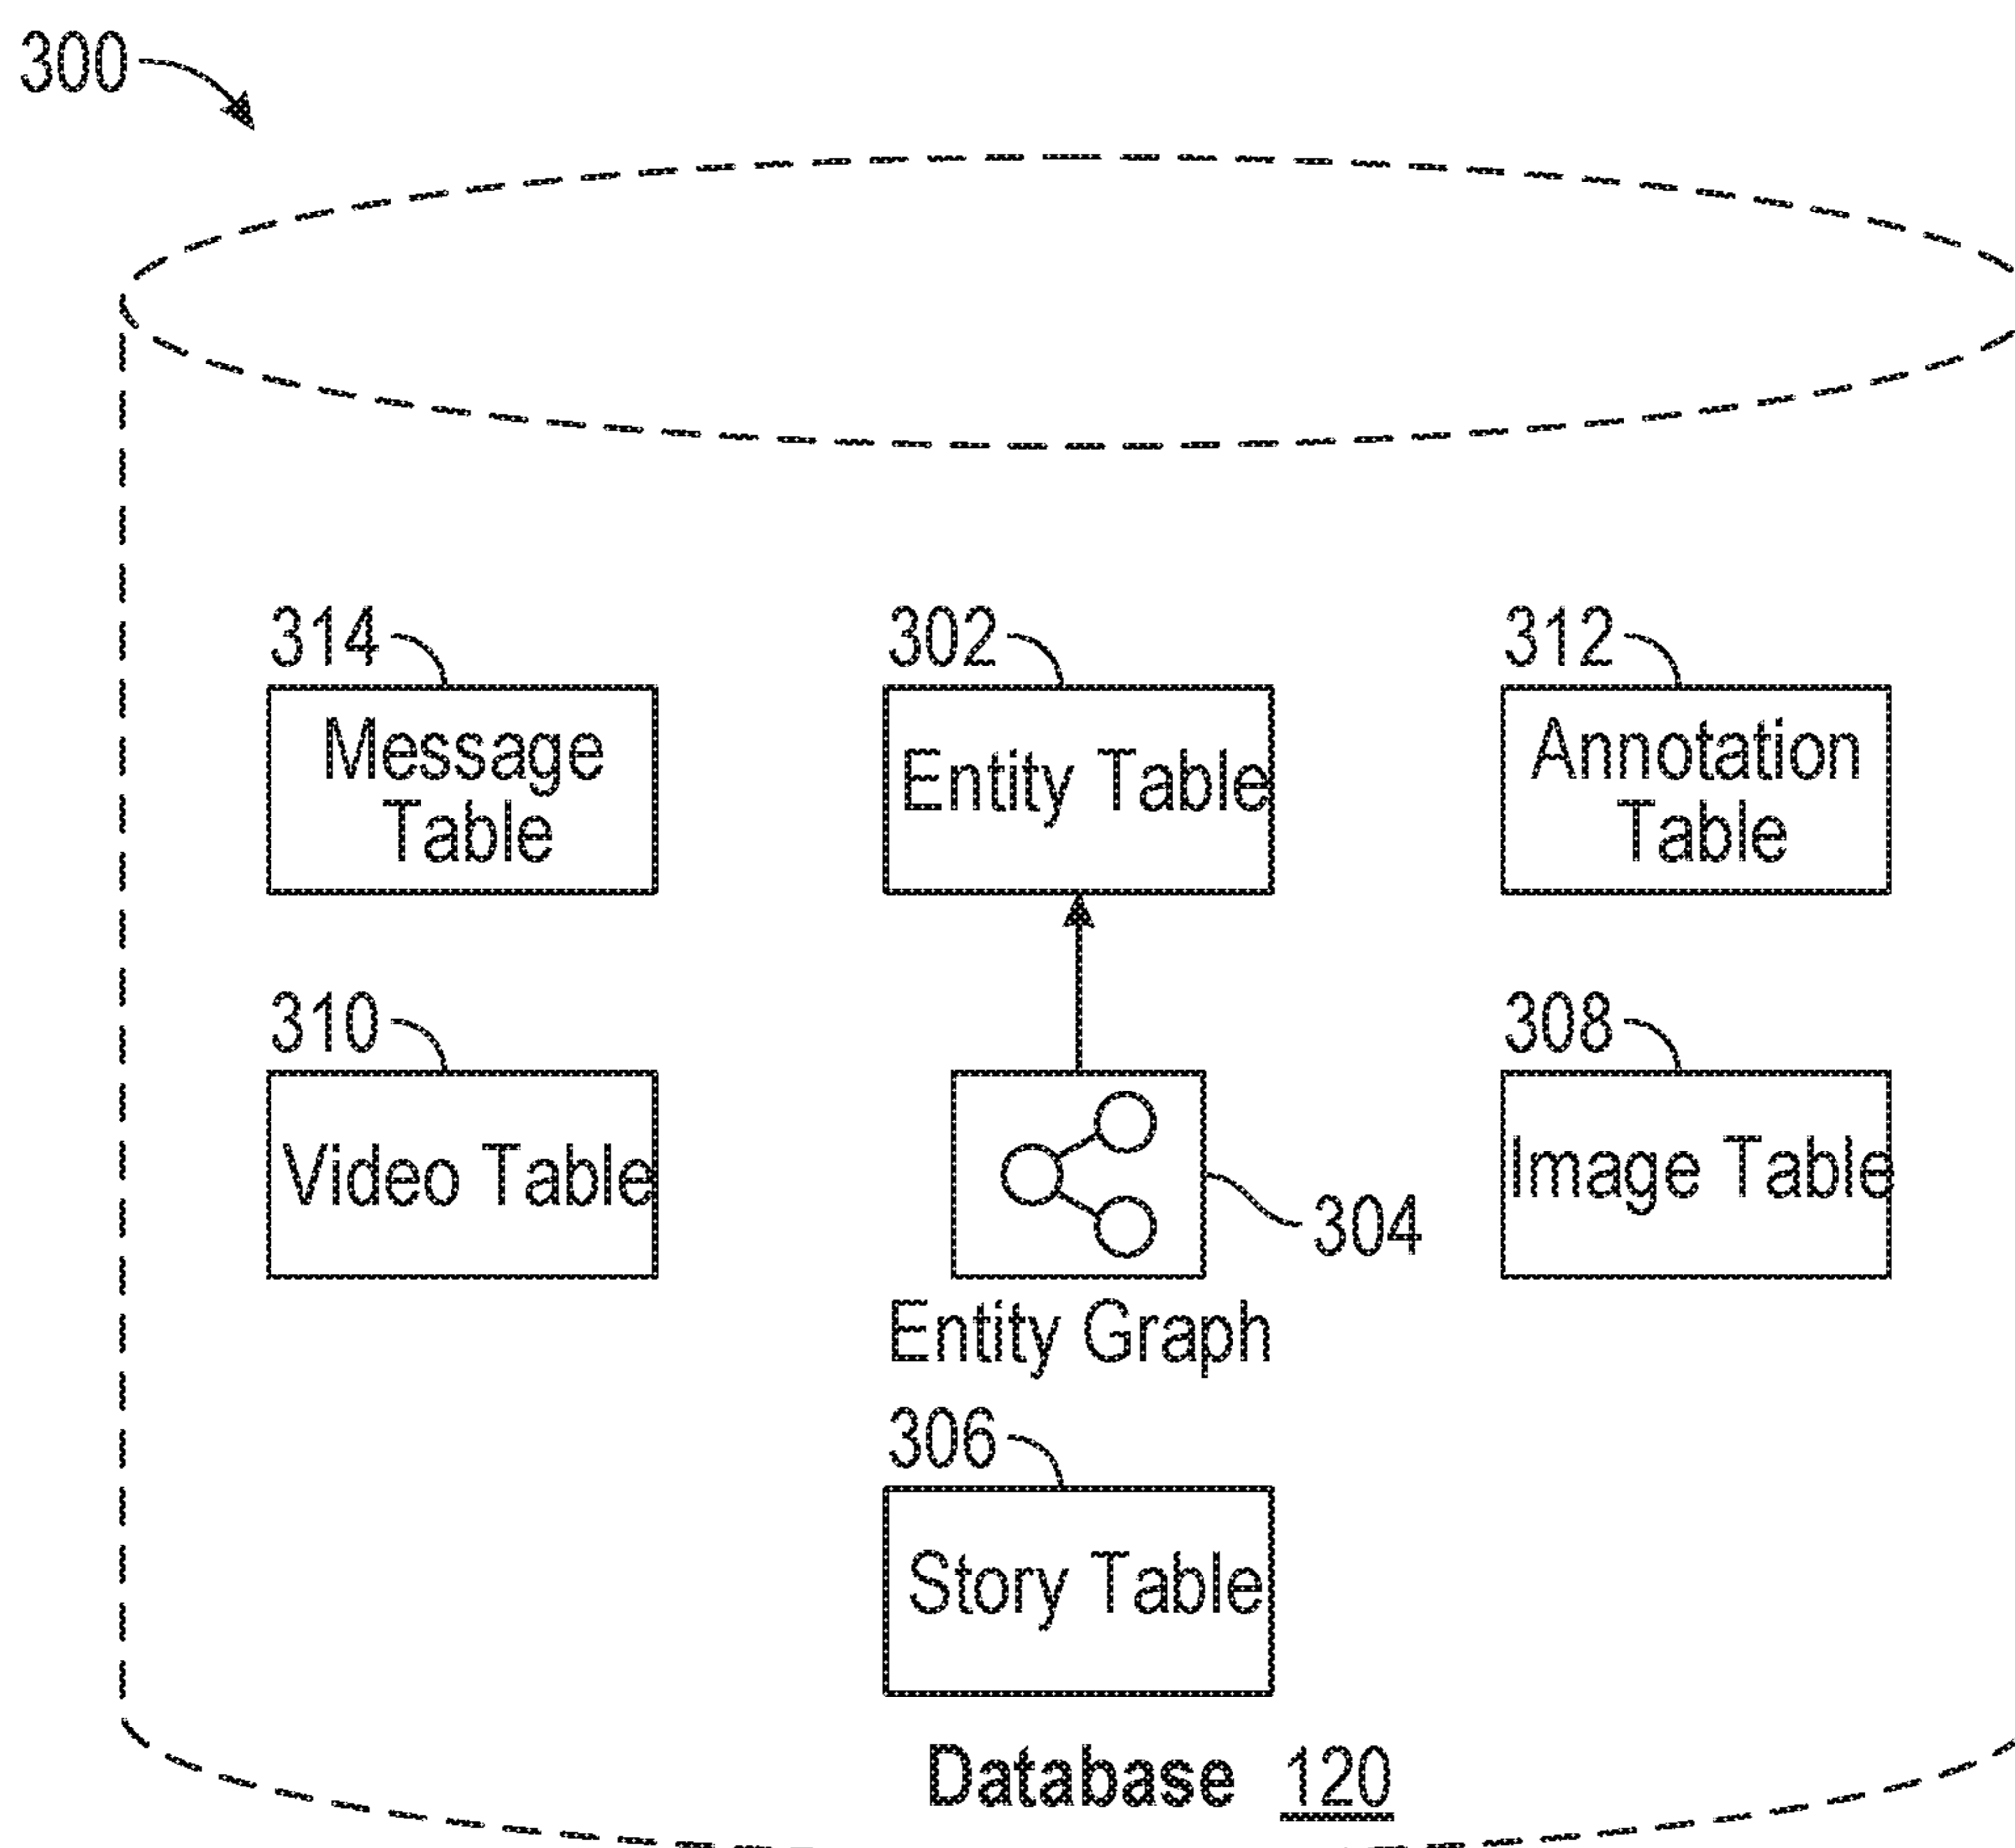 300
314
302
312
Message
Table
Entity Table
Annotation
Table
310
308
Video Table
Image Table
304
Entity Graph
306
Story Table
Database 120